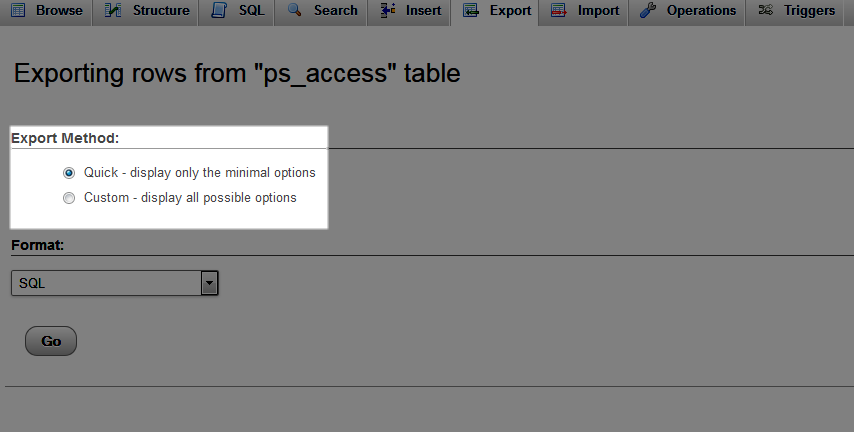 Browse Structure SQL Search Insert Export Import Operations Triggers
Exporting rows from "ps_access" table
Export Method:
Quick - display only the minimal options
Custom - display all possible options
Format:
SQL
Go